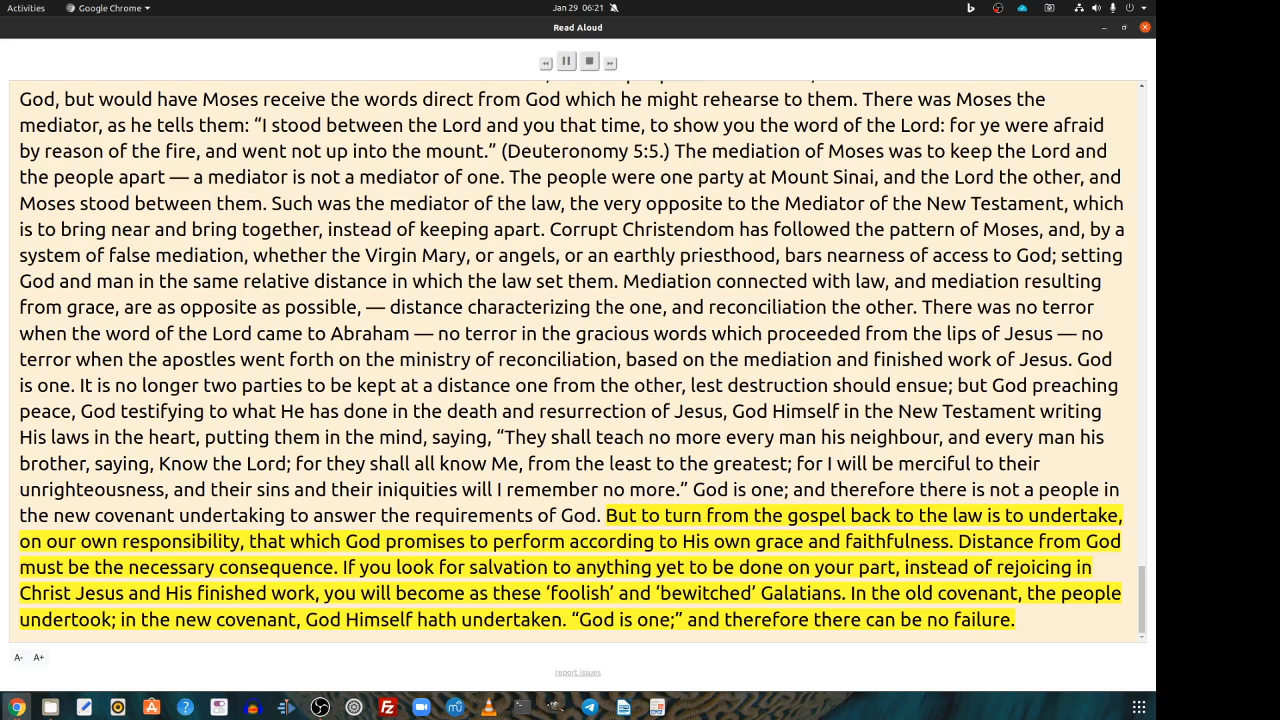 Activities
Google Chrome
Jan 29 06:21
Read Aloud
God, but would have Moses receive the words direct from God which he might rehearse to them. There was Moses the
mediator, as he tells them: “I stood between the Lord and you that time, to show you the word of the Lord: for ye were afraid
by reason of the fire, and went not up into the mount.” (Deuteronomy 5:5.) The mediation of Moses was to keep the Lord and
the people apart — a mediator is not a mediator of one. The people were one party at Mount Sinai, and the Lord the other, and
Moses stood between them. Such was the mediator of the law, the very opposite to the Mediator of the New Testament, which
is to bring near and bring together, instead of keeping apart. Corrupt Christendom has followed the pattern of Moses, and, by a
system of false mediation, whether the Virgin Mary, or angels, or an earthly priesthood, bars nearness of access to God; setting
God and man in the same relative distance in which the law set them. Mediation connected with law, and mediation resulting
from grace, are as opposite as possible, — distance characterizing the one, and reconciliation the other. There was no terror
when the word of the Lord came to Abraham — no terror in the gracious words which proceeded from the lips of Jesus — no
terror when the apostles went forth on the ministry of reconciliation, based on the mediation and finished work of Jesus. God
is one. It is no longer two parties to be kept at a distance one from the other, lest destruction should ensue; but God preaching
peace, God testifying to what He has done in the death and resurrection of Jesus, God Himself in the New Testament writing
His laws in the heart, putting them in the mind, saying, “They shall teach no more every man his neighbour, and every man his
brother, saying, Know the Lord; for they shall all know Me, from the least to the greatest; for I will be merciful to their
unrighteousness, and their sins and their iniquities will I remember no more.” God is one; and therefore there is not a people in
the new covenant undertaking to answer the requirements of God. But to turn from the gospel back to the law is to undertake,
on our own responsibility, that which God promises to perform according to His own grace and faithfulness. Distance from God
must be the necessary consequence. If you look for salvation to anything yet to be done on your part, instead of rejoicing in
Christ Jesus and His finished work, you will become as these ‘foolish’ and ‘bewitched’ Galatians. In the old covenant, the people
undertook; in the new covenant, God Himself hath undertaken. “God is one;” and therefore there can be no failure.
A- A+
report issues